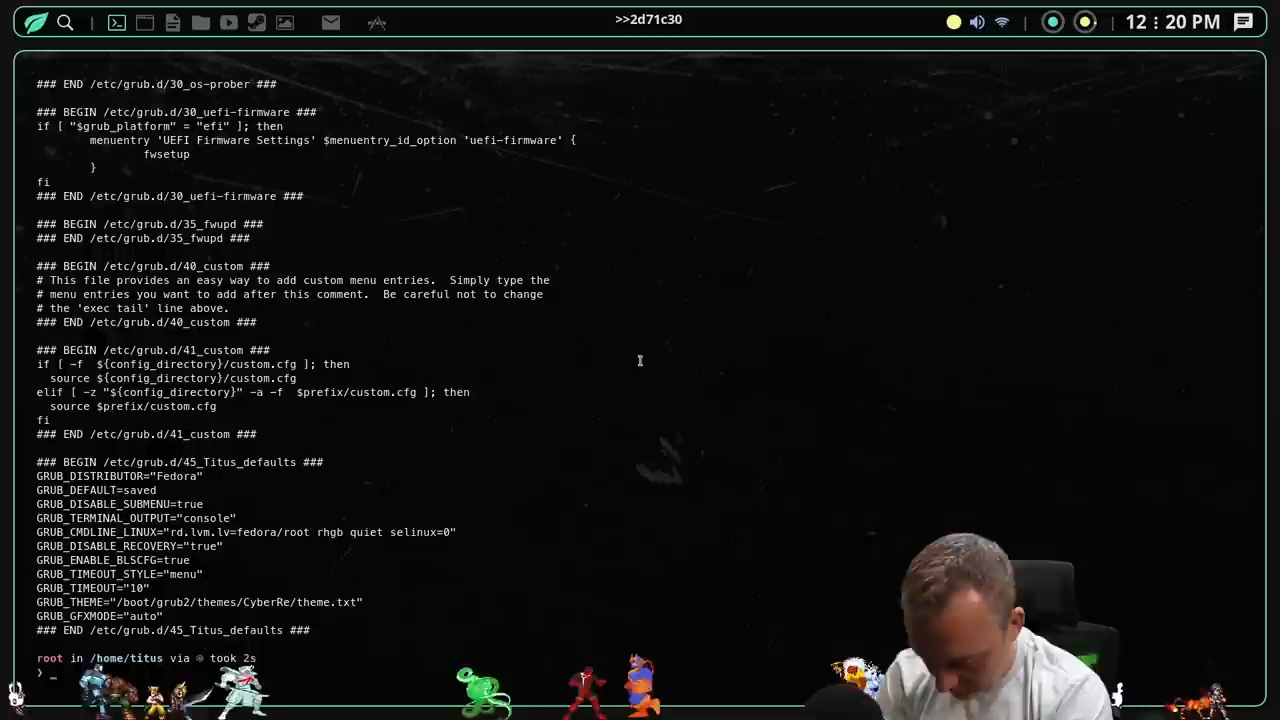 >>2d71c30
12 : 20 PM
### END /etc/grub.d/30_os-prober ###
### BEGIN /etc/grub.d/30_uefi-firmware ###
if [ "$grub_platform" = "efi" ]; then
        menuentry 'UEFI Firmware Settings' $menuentry_id_option 'uefi-firmware' {
                fwsetup
        }
fi
### END /etc/grub.d/30_uefi-firmware ###
### BEGIN /etc/grub.d/35_fwupd ###
### END /etc/grub.d/35_fwupd ###
### BEGIN /etc/grub.d/40_custom ###
# This file provides an easy way to add custom menu entries.  Simply type the
# menu entries you want to add after this comment.  Be careful not to change
# the 'exec tail' line above.
### END /etc/grub.d/40_custom ###
### BEGIN /etc/grub.d/41_custom ###
if [ -f  ${config_directory}/custom.cfg ]; then
  source ${config_directory}/custom.cfg
elif [ -z "${config_directory}" -a -f  $prefix/custom.cfg ]; then
  source $prefix/custom.cfg
fi
### END /etc/grub.d/41_custom ###
### BEGIN /etc/grub.d/45_Titus_defaults ###
GRUB_DISTRIBUTOR="Fedora"
GRUB_DEFAULT=saved
GRUB_DISABLE_SUBMENU=true
GRUB_TERMINAL_OUTPUT="console"
GRUB_CMDLINE_LINUX="rd.lvm.lv=fedora/root rhgb quiet selinux=0"
GRUB_DISABLE_RECOVERY="true"
GRUB_ENABLE_BLSCFG=true
GRUB_TIMEOUT_STYLE="menu"
GRUB_TIMEOUT="10"
GRUB_THEME="/boot/grub2/themes/CyberRe/theme.txt"
GRUB_GFXMODE="auto"
### END /etc/grub.d/45_Titus_defaults ###
root in /home/titus via took 2s
❯ _